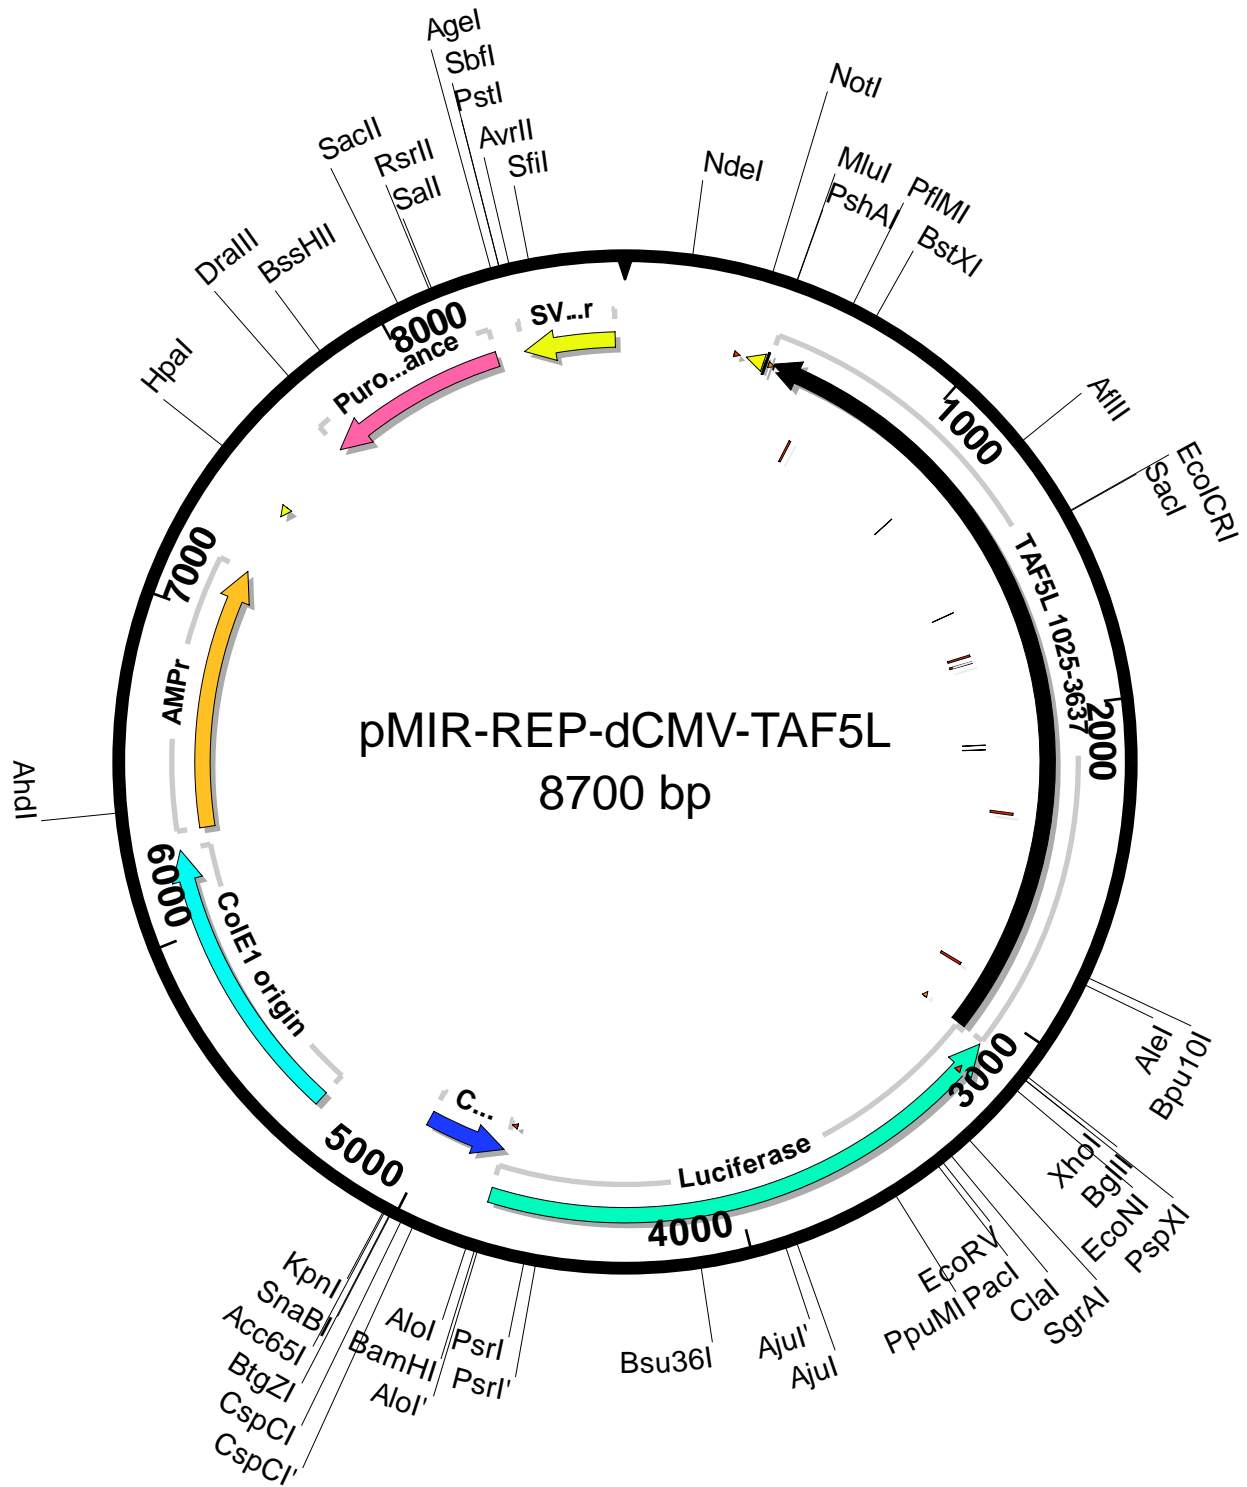 AgeI
SbfI
PstI
AvrII
SfiI
SacII
RsrII
SalI
DraIII
BssHII
HpaI
NdeI
NotI
MluI
PshAI
PflMI
BstXI
AflII
EcoICRI
SacI
8000
Puro...ance
SV...r
1000
TAF5L 1025-3637
7000
AMPr
2000
pMIR-REP-dCMV-TAF5L
8700 bp
AhdI
6000
ColE1 origin
AleI
Bpu10I
3000
XhoI
BglII
EcoNI
PspXI
C...
5000
Luciferase
4000
EcoRV
PpuMI
PacI
ClaI
SgrAI
KpnI
SnaBI
Acc65I
BtgZI
CspCI
CspCI'
AloI
BamHI
AloI'
PsrI
PsrI'
Bsu36I
AjuI'
AjuI